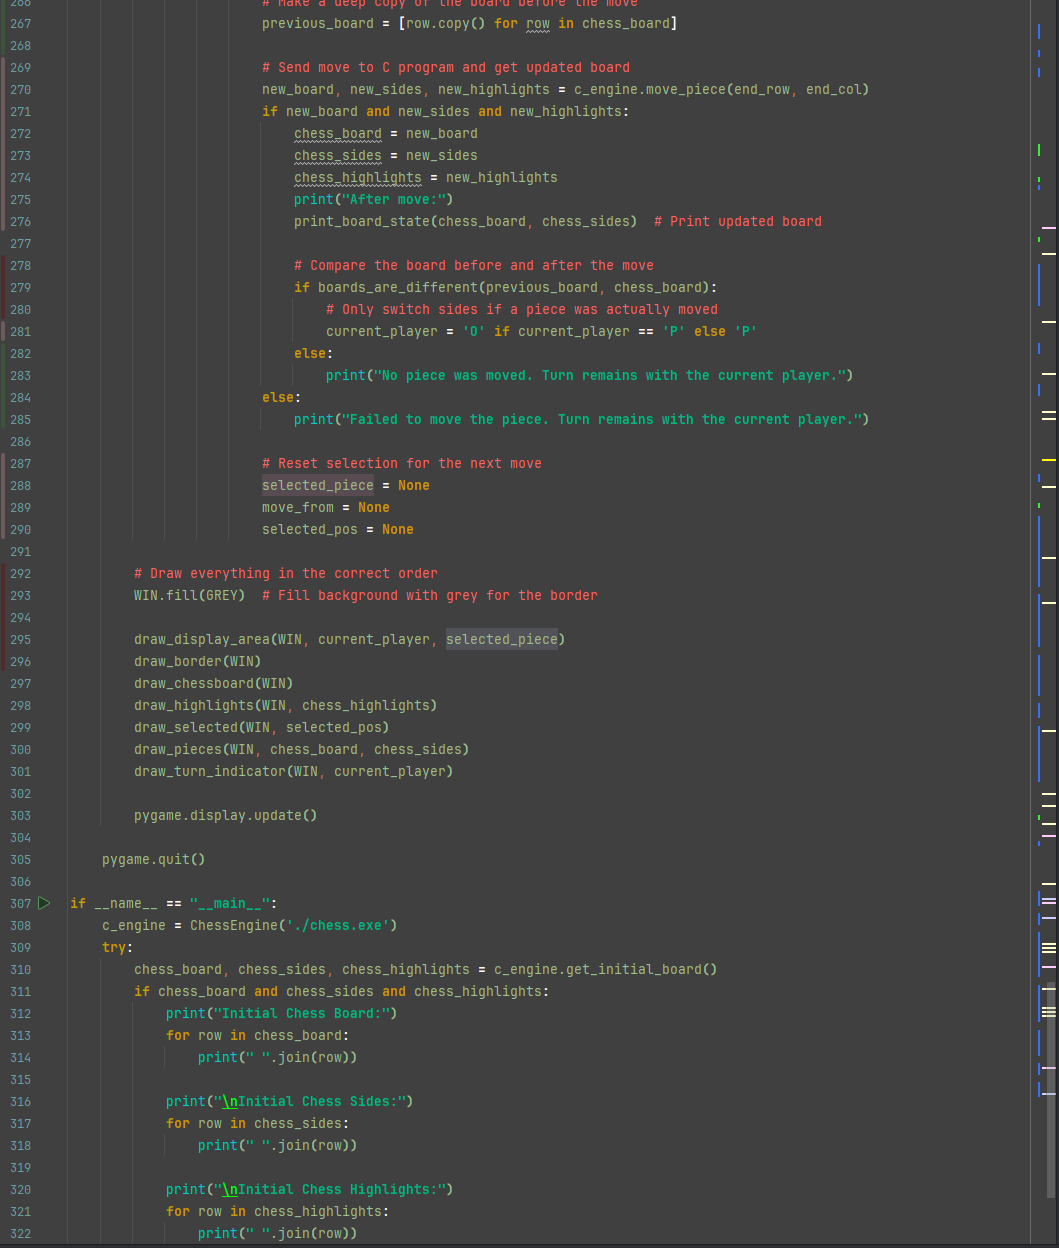 266 # Make a deep copy of the board before the move
267 previous_board = [row.copy() for row in chess_board]
268
269 # Send move to C program and get updated board
270 new_board, new_sides, new_highlights = c_engine.move_piece(end_row, end_col)
271 if new_board and new_sides and new_highlights:
272 chess_board = new_board
273 chess_sides = new_sides
274 chess_highlights = new_highlights
275 print("After move:")
276 print_board_state(chess_board, chess_sides)  # Print updated board
277
278 # Compare the board before and after the move
279 if boards_are_different(previous_board, chess_board):
280 # Only switch sides if a piece was actually moved
281 current_player = 'O' if current_player == 'P' else 'P'
282 else:
283 print("No piece was moved. Turn remains with the current player.")
284 else:
285 print("Failed to move the piece. Turn remains with the current player.")
286
287 # Reset selection for the next move
288 selected_piece = None
289 move_from = None
290 selected_pos = None
291
292 # Draw everything in the correct order
293 WIN.fill(GREY)  # Fill background with grey for the border
294
295 draw_display_area(WIN, current_player, selected_piece)
296 draw_border(WIN)
297 draw_chessboard(WIN)
298 draw_highlights(WIN, chess_highlights)
299 draw_selected(WIN, selected_pos)
300 draw_pieces(WIN, chess_board, chess_sides)
301 draw_turn_indicator(WIN, current_player)
302
303 pygame.display.update()
304
305 pygame.quit()
306
307 if __name__ == "__main__":
308 c_engine = ChessEngine('./chess.exe')
309 try:
310 chess_board, chess_sides, chess_highlights = c_engine.get_initial_board()
311 if chess_board and chess_sides and chess_highlights:
312 print("Initial Chess Board:")
313 for row in chess_board:
314 print(" ".join(row))
315
316 print("\nInitial Chess Sides:")
317 for row in chess_sides:
318 print(" ".join(row))
319
320 print("\nInitial Chess Highlights:")
321 for row in chess_highlights:
322 print(" ".join(row))